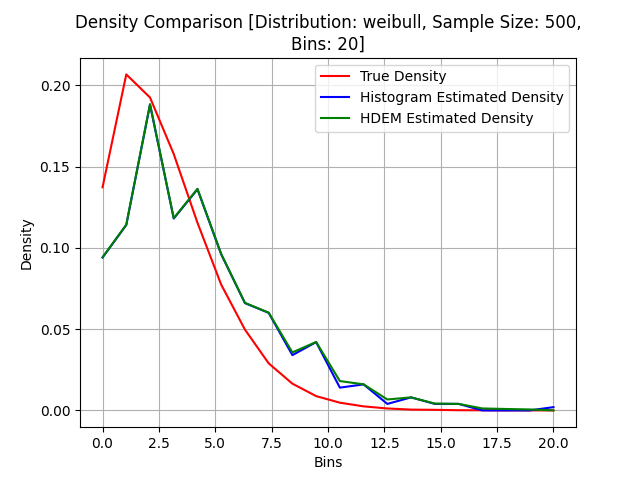 Density Comparison [Distribution: weibull, Sample Size: 500,
Bins: 20]
True Density
Histogram Estimated Density
HDEM Estimated Density
Density
0.20
0.15
0.10
0.05
0.00
0.0 2.5 5.0 7.5 10.0 12.5 15.0 17.5 20.0
Bins